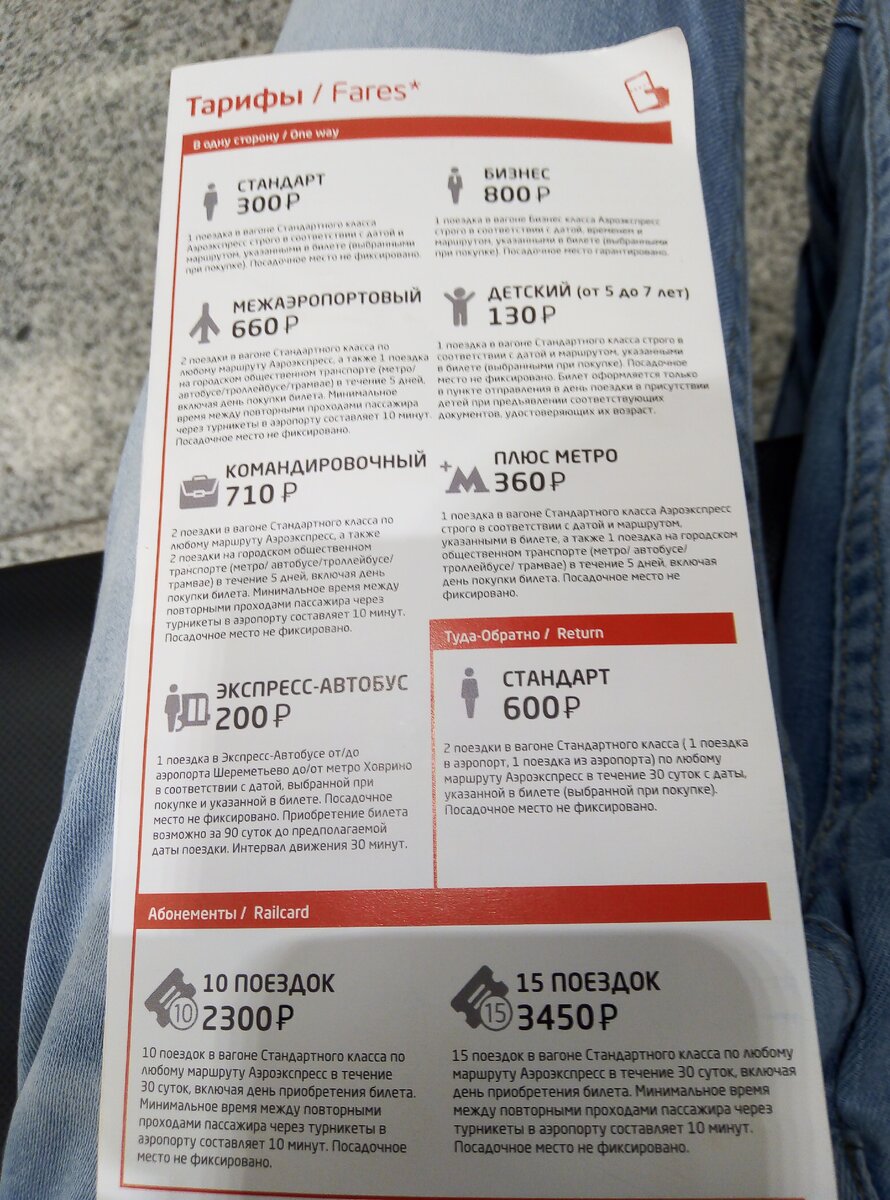 Тарифы / Fares*
В одну сторону / One way
СТАНДАРТ
300₽
1 поездка в вагоне Стандартного класса
Аэроэкспресс строго в соответствии с датой и
маршрутом, указанными в билете (выбранными
при покупке). Посадочное место не фиксировано.
БИЗНЕС
800₽
1 поездка в вагоне Бизнес класса Аэроэкспресс
строго в соответствии с датой, временем и
маршрутом, указанными в билете (выбранными
при покупке). Посадочное место гарантировано.
МЕЖАЭРОПОРТОВЫЙ
660₽
2 поездки в вагоне Стандартного класса по
любому маршруту Аэроэкспресс, а также 1 поездка
на городском общественном транспорте (метро/
автобусе/троллейбусе/трамвае) в течение 5 дней,
включая день покупки билета. Минимальное
время между повторными проходами пассажира
через турникеты в аэропорту составляет 10 минут.
Посадочное место не фиксировано.
ДЕТСКИЙ (от 5 до 7 лет)
130₽
1 поездка в вагоне Стандартного класса строго в
соответствии с датой и маршрутом, указанными
в билете (выбранными при покупке). Посадочное
место не фиксировано. Билет оформляется только
в пункте отправления в день поездки в присутствии
детей при предъявлении соответствующих
документов, удостоверяющих их возраст.
КОМАНДИРОВОЧНЫЙ
710₽
2 поездки в вагоне Стандартного класса по
любому маршруту Аэроэкспресс, а также
2 поездки на городском общественном
транспорте (метро/ автобусе/троллейбусе/
трамвае) в течение 5 дней, включая день
покупки билета. Минимальное время между
повторными проходами пассажира через
турникеты в аэропорту составляет 10 минут.
Посадочное место не фиксировано.
+М
ПЛЮС МЕТРО
360₽
1 поездка в вагоне Стандартного класса Аэроэкспресс
строго в соответствии с датой и маршрутом,
указанными в билете, а также 1 поездка на городском
общественном транспорте (метро/ автобусе/
троллейбусе/ трамвае) в течение 5 дней, включая
день покупки билета. Посадочное место не
фиксировано.
ЭКСПРЕСС-АВТОБУС
200₽
1 поездка в Экспресс-Автобусе от/до
аэропорта Шереметьево до/от метро Ховрино
в соответствии с датой, выбранной при
покупке и указанной в билете. Посадочное
место не фиксировано. Приобретение билета
возможно за 90 суток до предполагаемой
даты поездки. Интервал движения 30 минут.
Туда-Обратно / Return
СТАНДАРТ
600₽
2 поездки в вагоне Стандартного класса ( 1 поездка
в аэропорт, 1 поездка из аэропорта) по любому
маршруту Аэроэкспресс в течение 30 суток с даты,
указанной в билете (выбранной при покупке).
Посадочное место не фиксировано.
Абонементы / Railcard
10
10 ПОЕЗДОК
2300₽
10 поездок в вагоне Стандартного класса по
любому маршруту Аэроэкспресс в течение
30 суток, включая день приобретения билета.
Минимальное время между повторными
проходами пассажира через турникеты в
аэропорту составляет 10 минут. Посадочное
место не фиксировано.
15
15 ПОЕЗДОК
3450₽
15 поездок в вагоне Стандартного класса по любому
маршруту Аэроэкспресс в течение 30 суток, включая
день приобретения билета. Минимальное время
между повторными проходами пассажира через
турникеты в аэропорту составляет 10 минут.
Посадочное место не фиксировано.